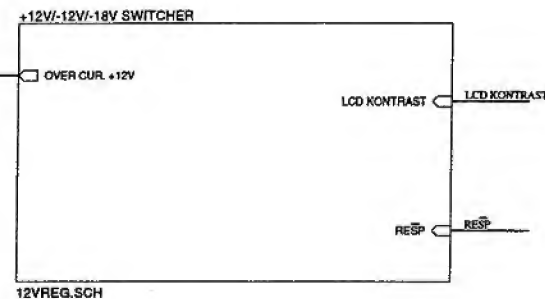 +12V/-12V/-18V SWITCHER
OVER CUR. +12V
LCD KONTRAST LCD KONTRAST
RESP RESP
12VREG.SCH